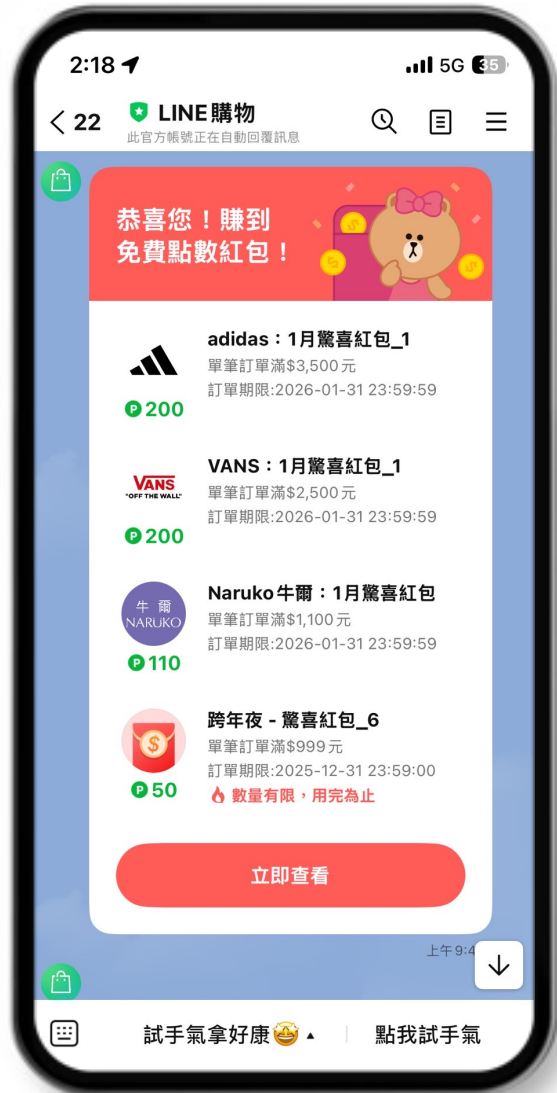 2:18
5G 35
22
LINE購物
此官方帳號正在自動回覆訊息
恭喜您！賺到
免費點數紅包！
adidas：1月驚喜紅包_1
單筆訂單滿$3,500元
訂單期限:2026-01-31 23:59:59
P 200
VANS：1月驚喜紅包_1
VANS
"OFF THE WALL"
單筆訂單滿$2,500元
訂單期限:2026-01-31 23:59:59
P 200
Naruko牛爾：1月驚喜紅包
牛爾
NARUKO
單筆訂單滿$1,100元
訂單期限:2026-01-31 23:59:59
P 110
跨年夜 - 驚喜紅包_6
單筆訂單滿$999元
訂單期限:2025-12-31 23:59:00
P 50
數量有限，用完為止
立即查看
上午9:4
試手氣拿好康🤩▲
點我試手氣